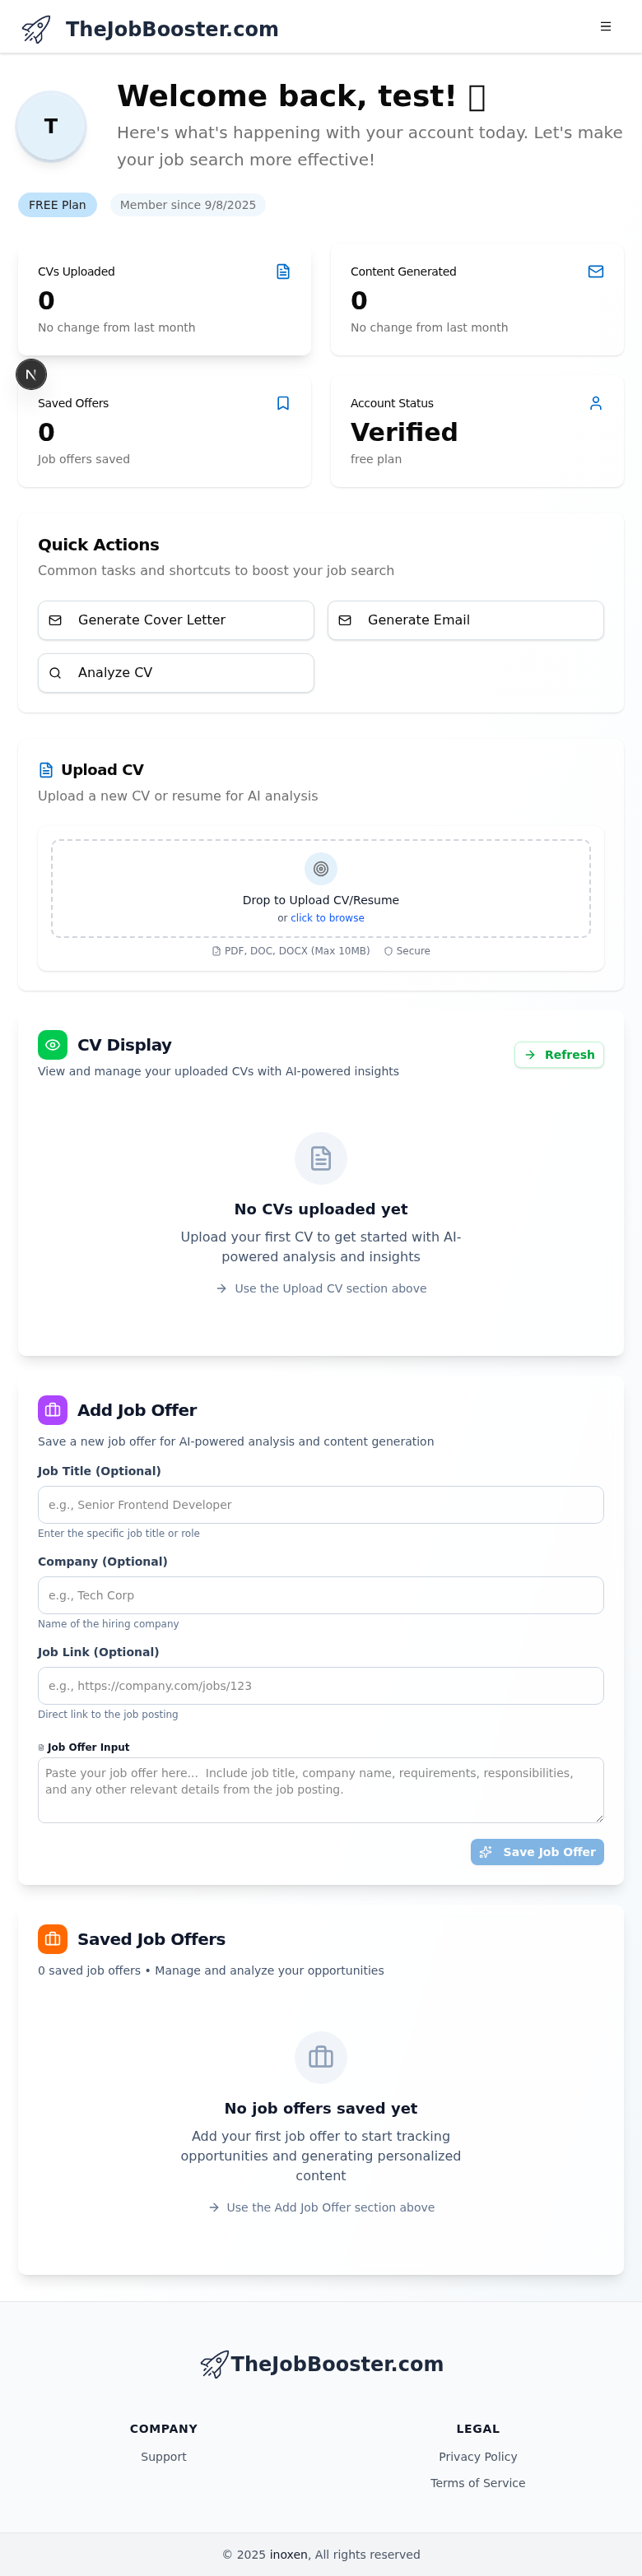 TheJobBooster.com
Welcome back, test!
Here's what's happening with your account today. Let's make
your job search more effective!
T
FREE Plan
Member since 9/8/2025
CVs Uploaded
0
No change from last month
Content Generated
0
No change from last month
N
Saved Offers
0
Job offers saved
Account Status
Verified
free plan
Quick Actions
Common tasks and shortcuts to boost your job search
Generate Cover Letter
Generate Email
Analyze CV
Upload CV
Upload a new CV or resume for AI analysis
Drop to Upload CV/Resume
or click to browse
PDF, DOC, DOCX (Max 10MB)
Secure
CV Display
View and manage your uploaded CVs with AI-powered insights
Refresh
No CVs uploaded yet
Upload your first CV to get started with AI-
powered analysis and insights
Use the Upload CV section above
Add Job Offer
Save a new job offer for AI-powered analysis and content generation
Job Title (Optional)
e.g., Senior Frontend Developer
Enter the specific job title or role
Company (Optional)
e.g., Tech Corp
Name of the hiring company
Job Link (Optional)
e.g., https://company.com/jobs/123
Direct link to the job posting
Job Offer Input
Paste your job offer here...  Include job title, company name, requirements, responsibilities,
and any other relevant details from the job posting.
Save Job Offer
Saved Job Offers
0 saved job offers • Manage and analyze your opportunities
No job offers saved yet
Add your first job offer to start tracking
opportunities and generating personalized
content
Use the Add Job Offer section above
TheJobBooster.com
COMPANY
Support
LEGAL
Privacy Policy
Terms of Service
© 2025 inoxen, All rights reserved